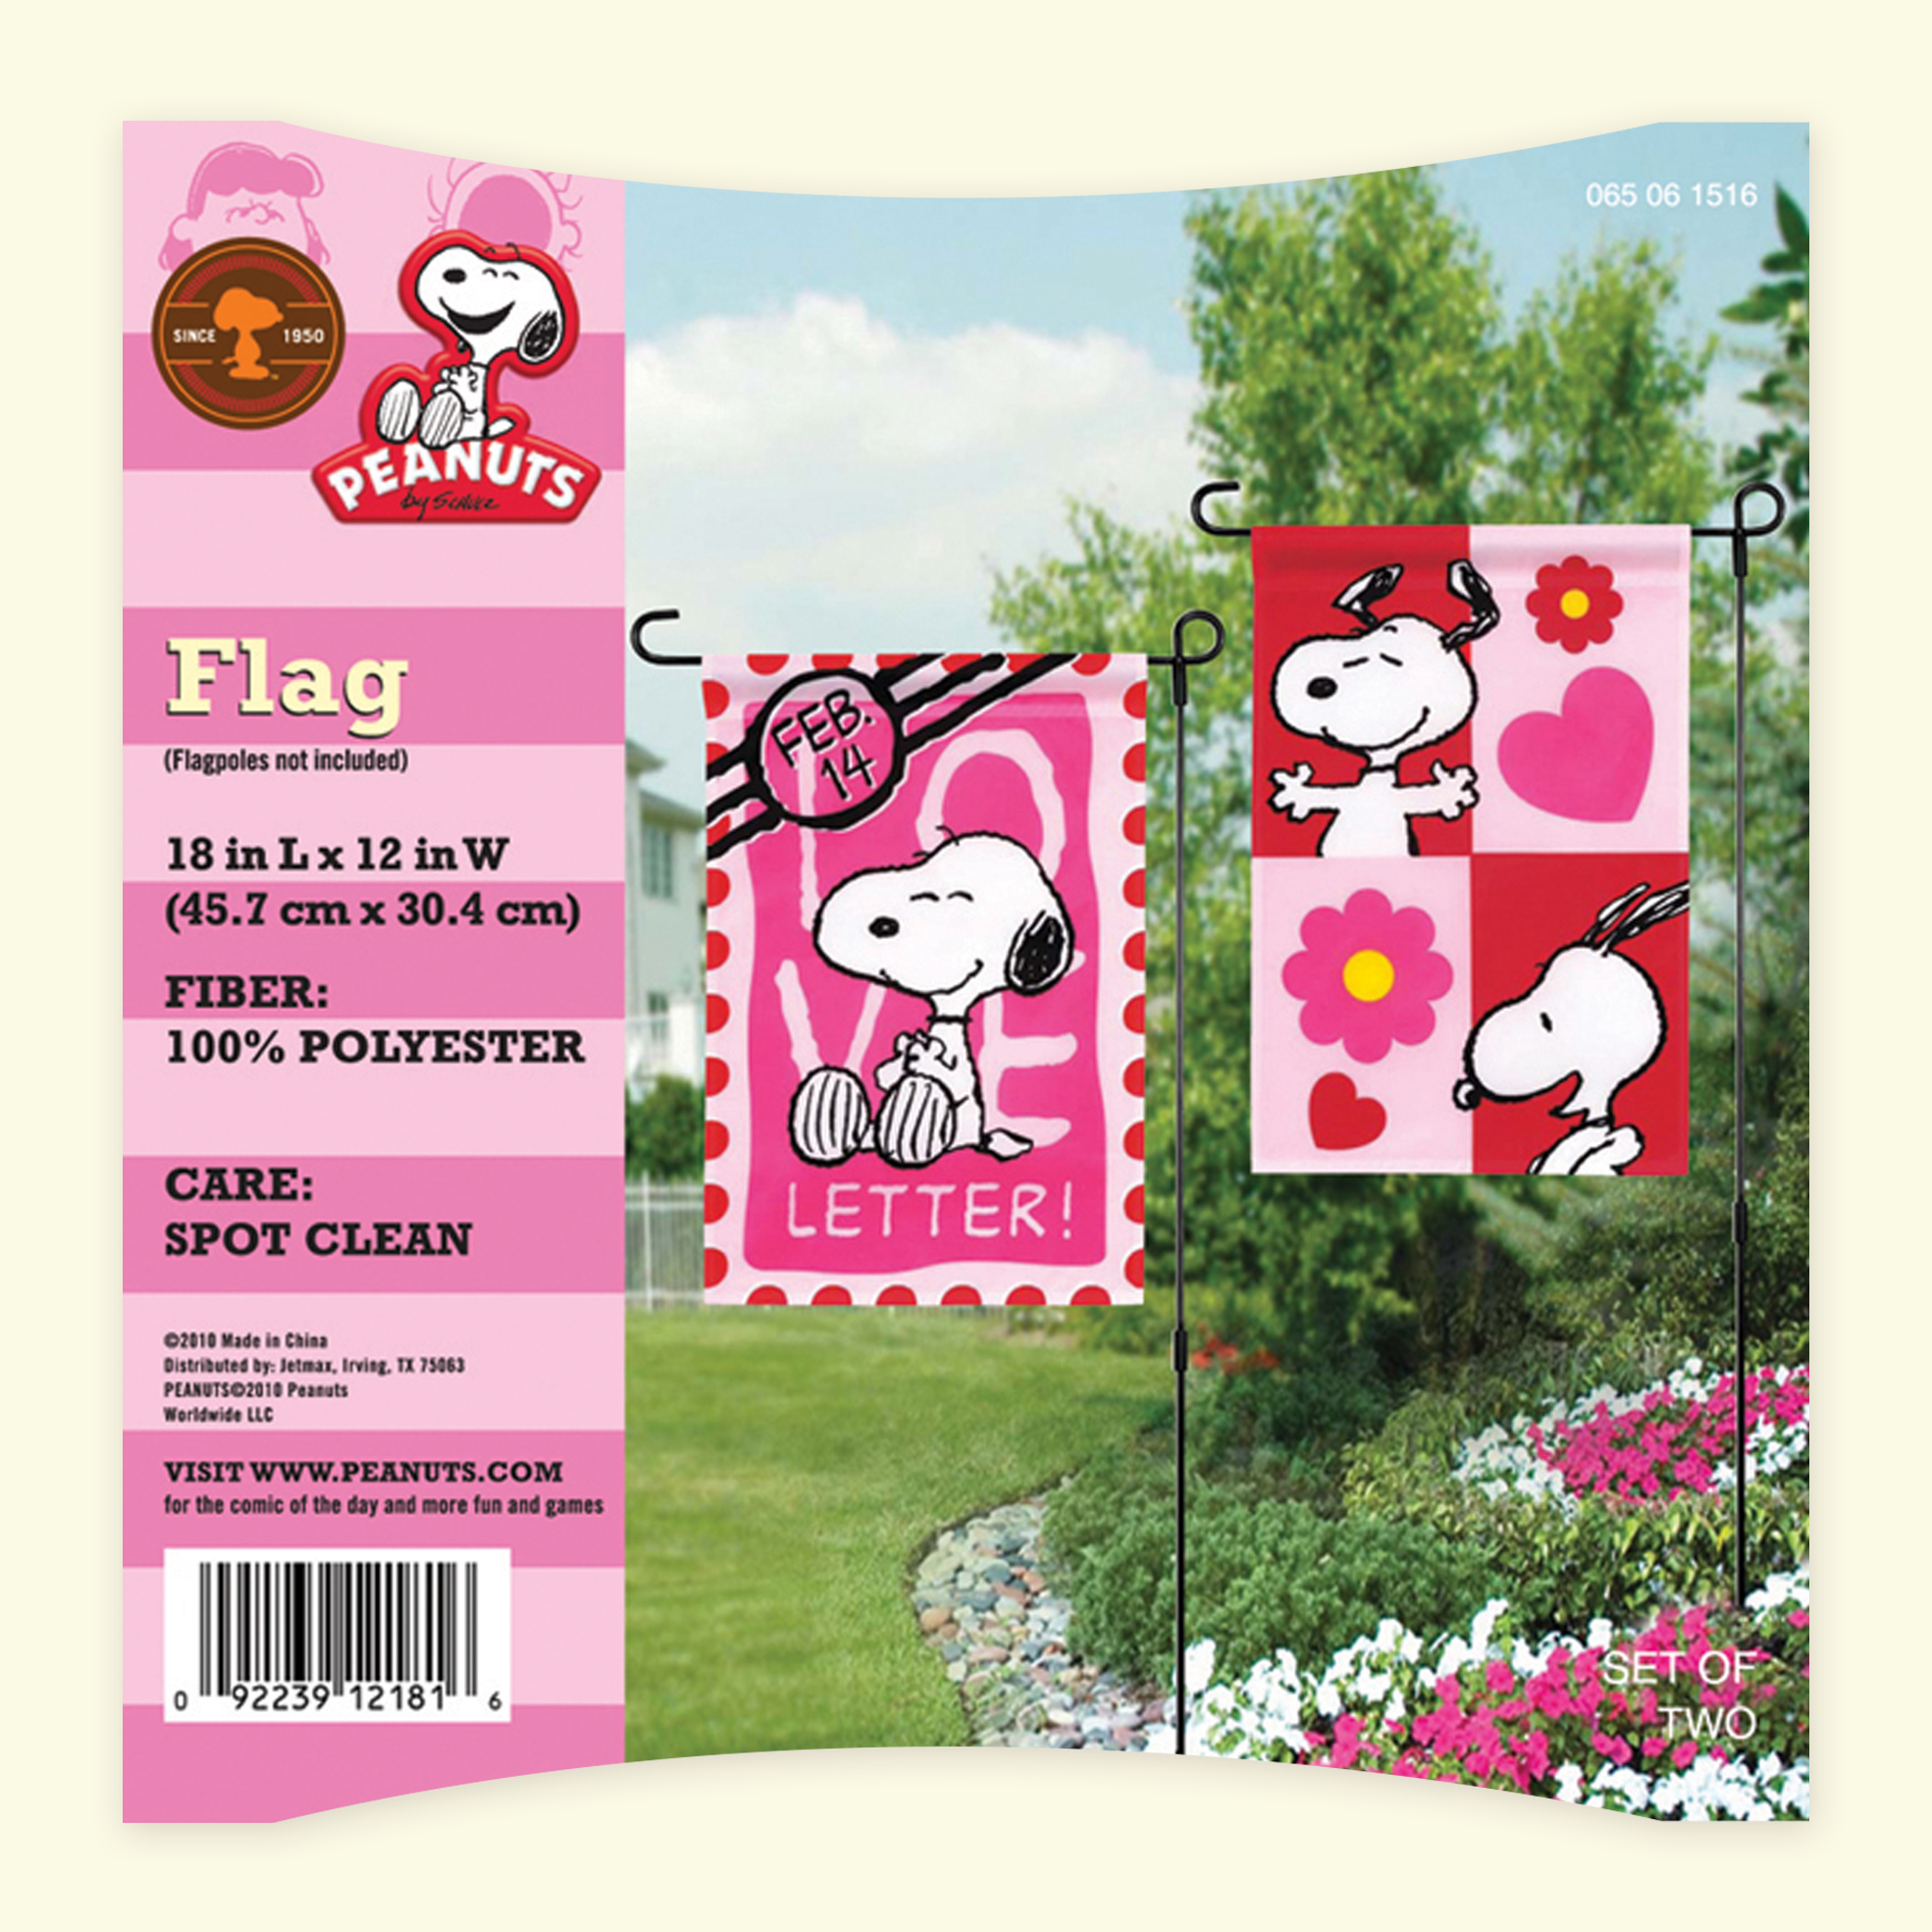 065 06 1516
SINCE 1950
PEANUTS
by Schulz
Flag
(Flagpoles not included)
18 in L x 12 in W
(45.7 cm x 30.4 cm)
FIBER:
100% POLYESTER
CARE:
SPOT CLEAN
©2010 Made in China
Distributed by: Jetmax, Irving, TX 75063
PEANUTS©2010 Peanuts
Worldwide LLC
VISIT WWW.PEANUTS.COM
for the comic of the day and more fun and games
0 92239 12181 6
FEB.
14
LO
VE
LETTER!
SET OF
TWO